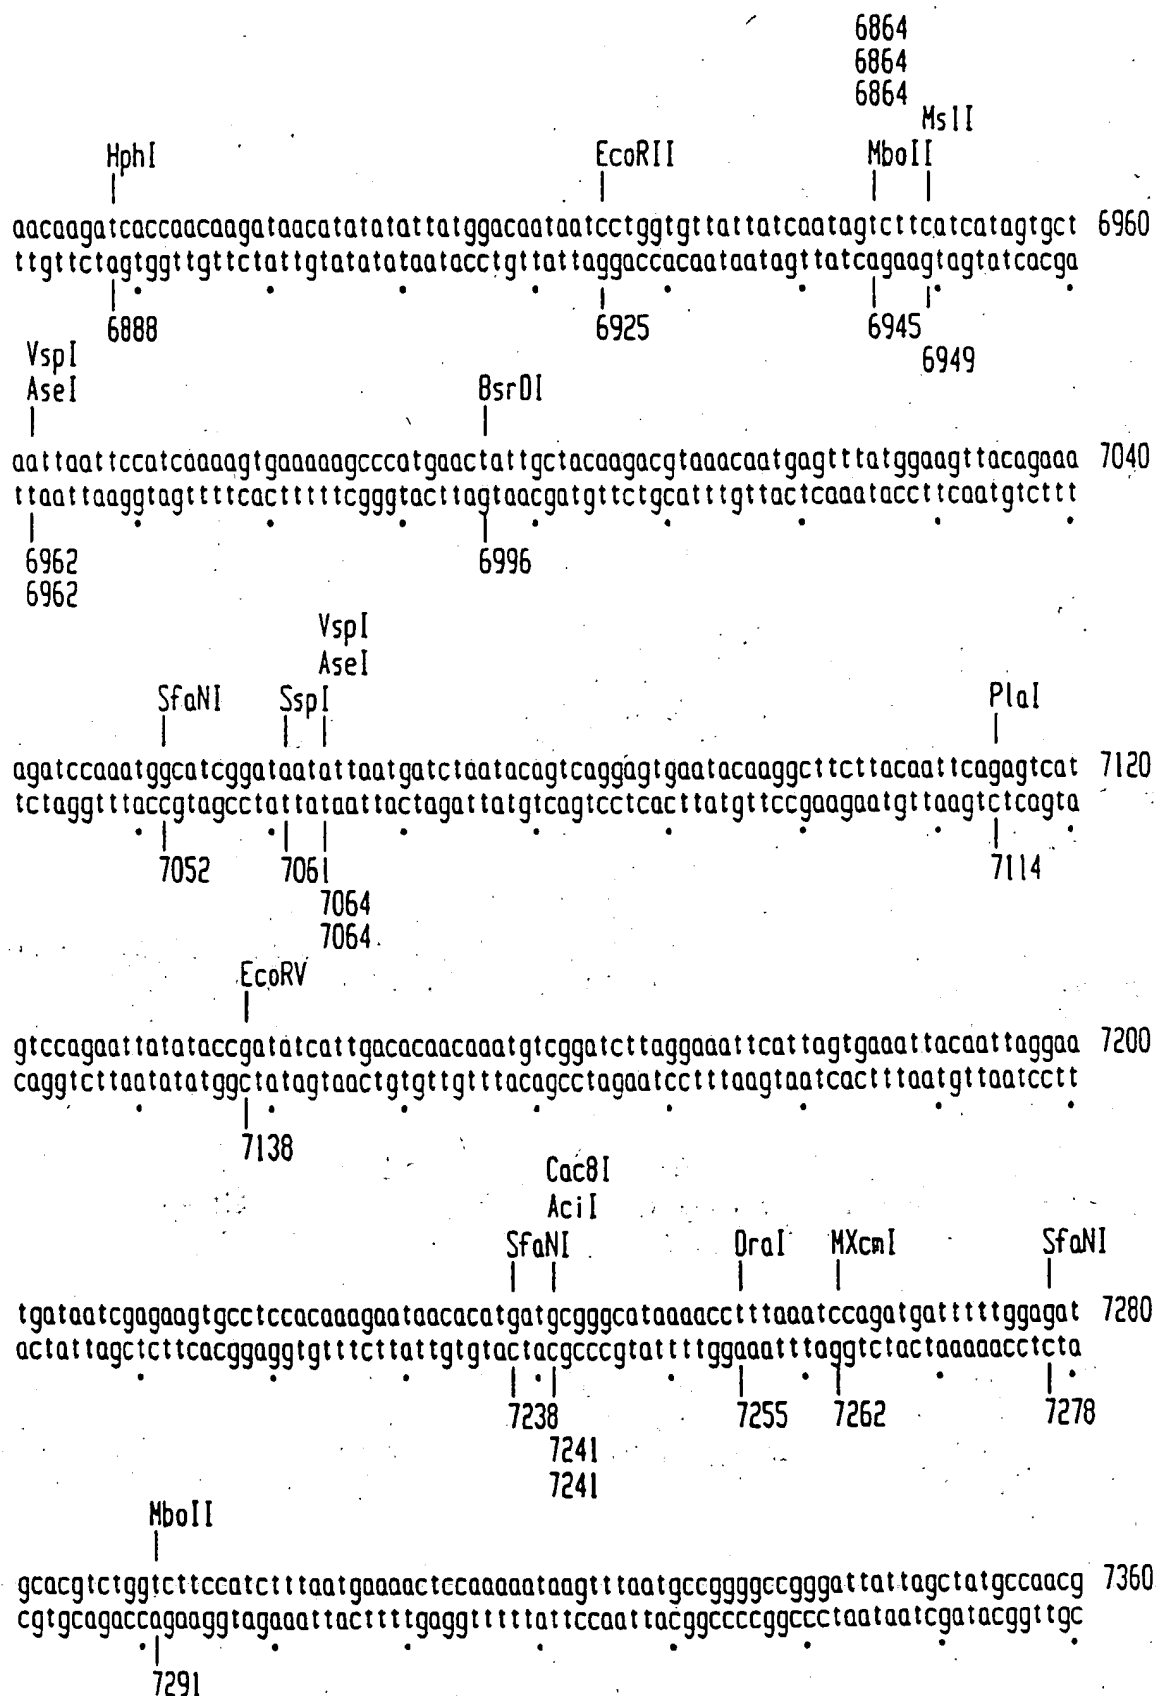 6864
6864
6864
MslI
HphI EcoRII MboII
aacaagatcaccaacaagataacatatatattatggacaataatcctggtgttattatcaatagtcttcatcatagtgct 6960
ttgttctagtggttgttctattgtatatataatacctgttattaggaccacaataatagttatcagaagtagtatcacga
6888 6925 6945
6949
VspI
AseI BsrDI
aattaattccatcaaaagtgaaaaagcccatgaactattgctacaagacgtaaacaatgagtttatggaagttacagaaa 7040
ttaattaaggtagttttcactttttcgggtacttagtaacgatgttctgcatttgttactcaaataccttcaatgtcttt
6962 6996
6962
VspI
AseI
SfaNI SspI PlaI
agatccaaatggcatcggataatattaatgatctaatacagtcaggagtgaatacaaggcttcttacaattcagagtcat 7120
tctaggtttaccgtagcctattataattactagattatgtcagtcctcacttatgttccgaagaatgttaagtctcagta
7052 7061 7114
7064
7064
EcoRV
gtccagaattatataccgatatcattgacacaacaaatgtcggatcttaggaaattcattagtgaaattacaattaggaa 7200
caggtcttaatatatggctatagtaactgtgttgtttacagcctagaatcctttaagtaatcactttaatgttaatcctt
7138
Cac8I
AciI
SfaNI DraI MXcmI SfaNI
tgataatcgagaagtgcctccacaaagaataacacatgatgcgggcataaaacctttaaatccagatgatttttggagat 7280
actattagctcttcacggaggtgtttcttattgtgtactacgcccgtattttggaaatttaggtctactaaaaacctcta
7238 7255 7262 7278
7241
7241
MboII
gcacgtctggtcttccatctttaatgaaaactccaaaaataagtttaatgccggggccgggattattagctatgccaacg 7360
cgtgcagaccagaaggtagaaattacttttgaggtttttattccaattacggccccggccctaataatcgatacggttgc
7291